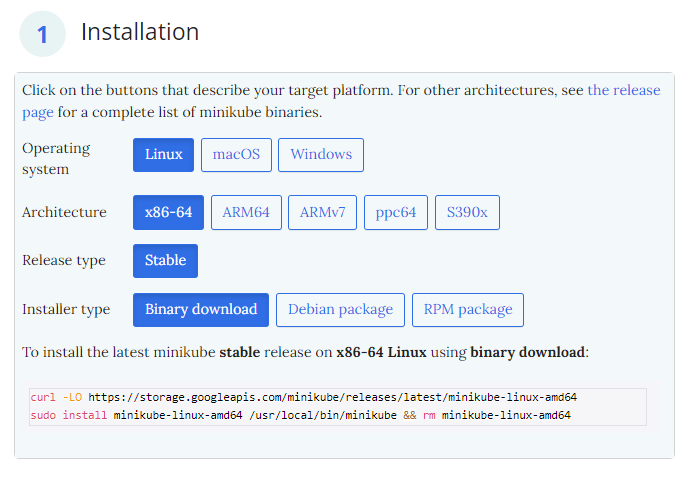 1 Installation
Click on the buttons that describe your target platform. For other architectures, see the release
page for a complete list of minikube binaries.
Operating system Linux macOS Windows
Architecture x86-64 ARM64 ARMv7 ppc64 S390x
Release type Stable
Installer type Binary download Debian package RPM package
To install the latest minikube stable release on x86-64 Linux using binary download:
curl -LO https://storage.googleapis.com/minikube/releases/latest/minikube-linux-amd64
sudo install minikube-linux-amd64 /usr/local/bin/minikube && rm minikube-linux-amd64